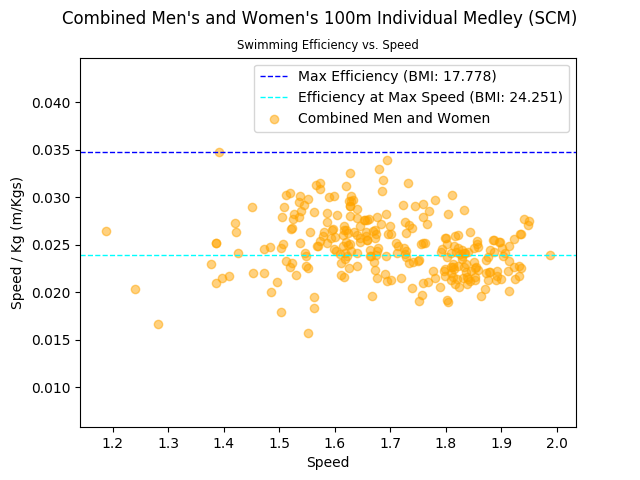 Combined Men's and Women's 100m Individual Medley (SCM)
Swimming Efficiency vs. Speed
Max Efficiency (BMI: 17.778)
Efficiency at Max Speed (BMI: 24.251)
Combined Men and Women
Speed / Kg (m/Kgs)
0.040
0.035
0.030
0.025
0.020
0.015
0.010
1.2 1.3 1.4 1.5 1.6 1.7 1.8 1.9 2.0
Speed